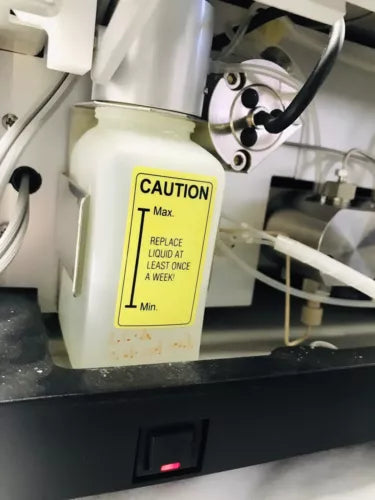 CAUTION
Max.
REPLACE
LIQUID AT
LEAST ONCE
A WEEK!
Min.